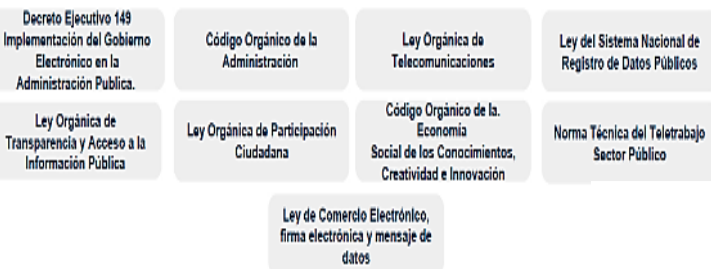 Decreto Ejecutivo 149
Implementación del Gobierno
Electrónico en la
Administración Publica.
Código Orgánico de la
Administración
Ley Orgánica de
Telecomunicaciones
Ley del Sistema Nacional de
Registro de Datos Públicos
Ley Orgánica de
Transparencia y Acceso a la
Información Pública
Ley Orgánica de Participación
Ciudadana
Código Orgánico de la.
Economía
Social de los Conocimientos,
Creatividad e Innovación
Norma Técnica del Teletrabajo
Sector Público
Ley de Comercio Electrónico,
firma electrónica y mensaje de
datos